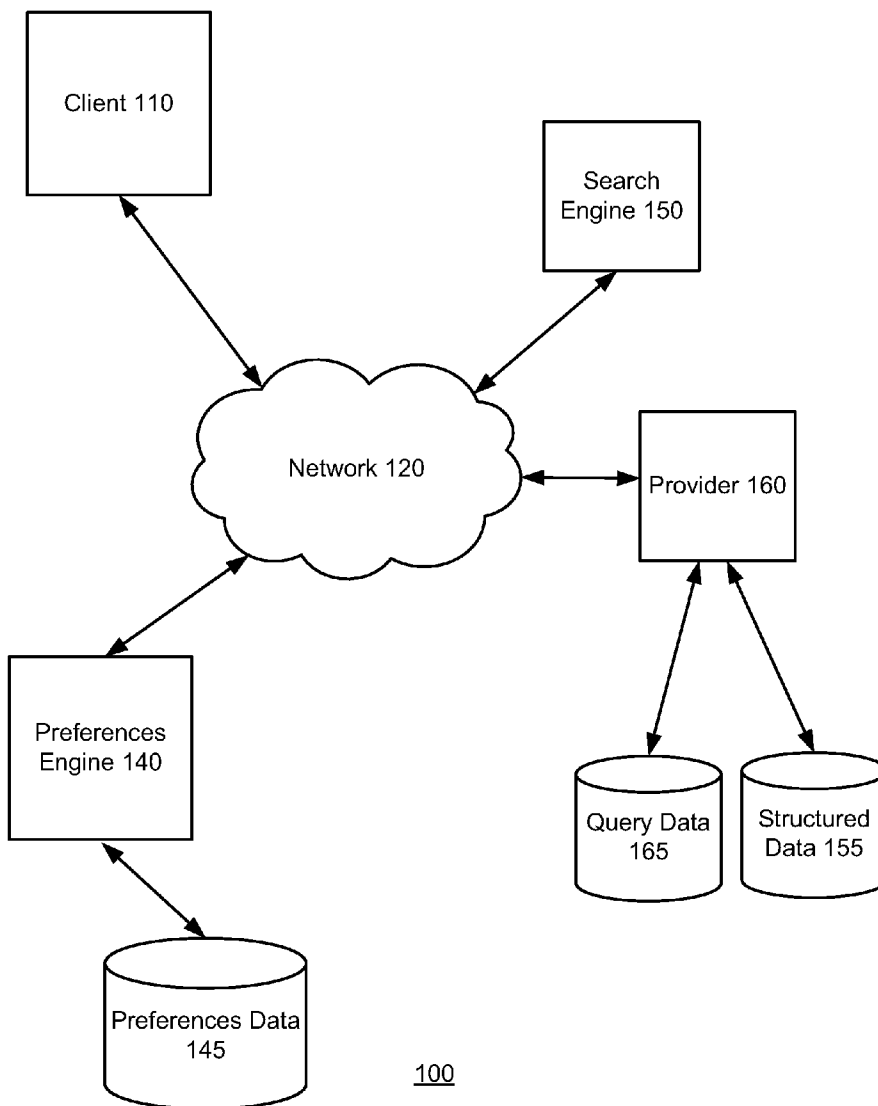 Client 110
Search
Engine 150
Network 120
Provider 160
Preferences
Engine 140
Query Data
165
Structured
Data 155
Preferences Data
145
100